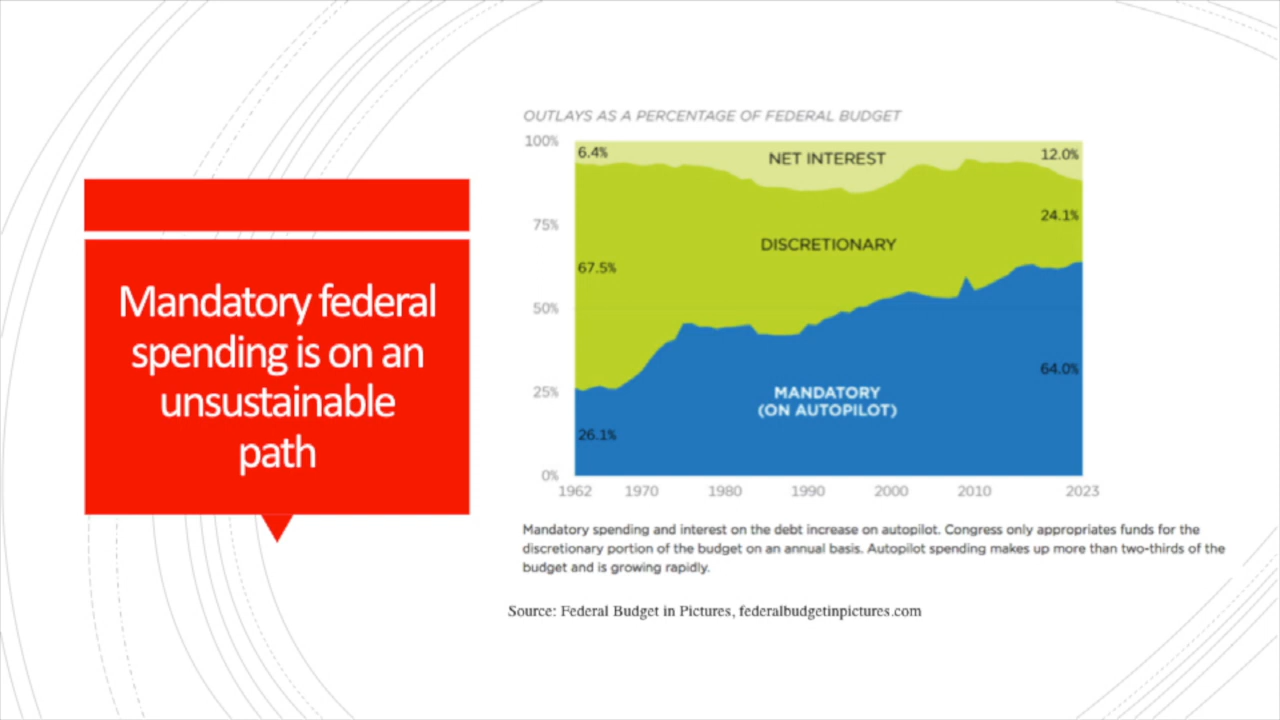 Mandatory federal
spending is on an
unsustainable
path
OUTLAYS AS A PERCENTAGE OF FEDERAL BUDGET
100%
75%
50%
25%
0%
6.4%
NET INTEREST
12.0%
24.1%
DISCRETIONARY
67.5%
64.0%
MANDATORY
(ON AUTOPILOT)
26.1%
1962 1970 1980 1990 2000 2010 2023
Mandatory spending and interest on the debt increase on autopilot. Congress only appropriates funds for the
discretionary portion of the budget on an annual basis. Autopilot spending makes up more than two-thirds of the
budget and is growing rapidly.
Source: Federal Budget in Pictures, federalbudgetinpictures.com